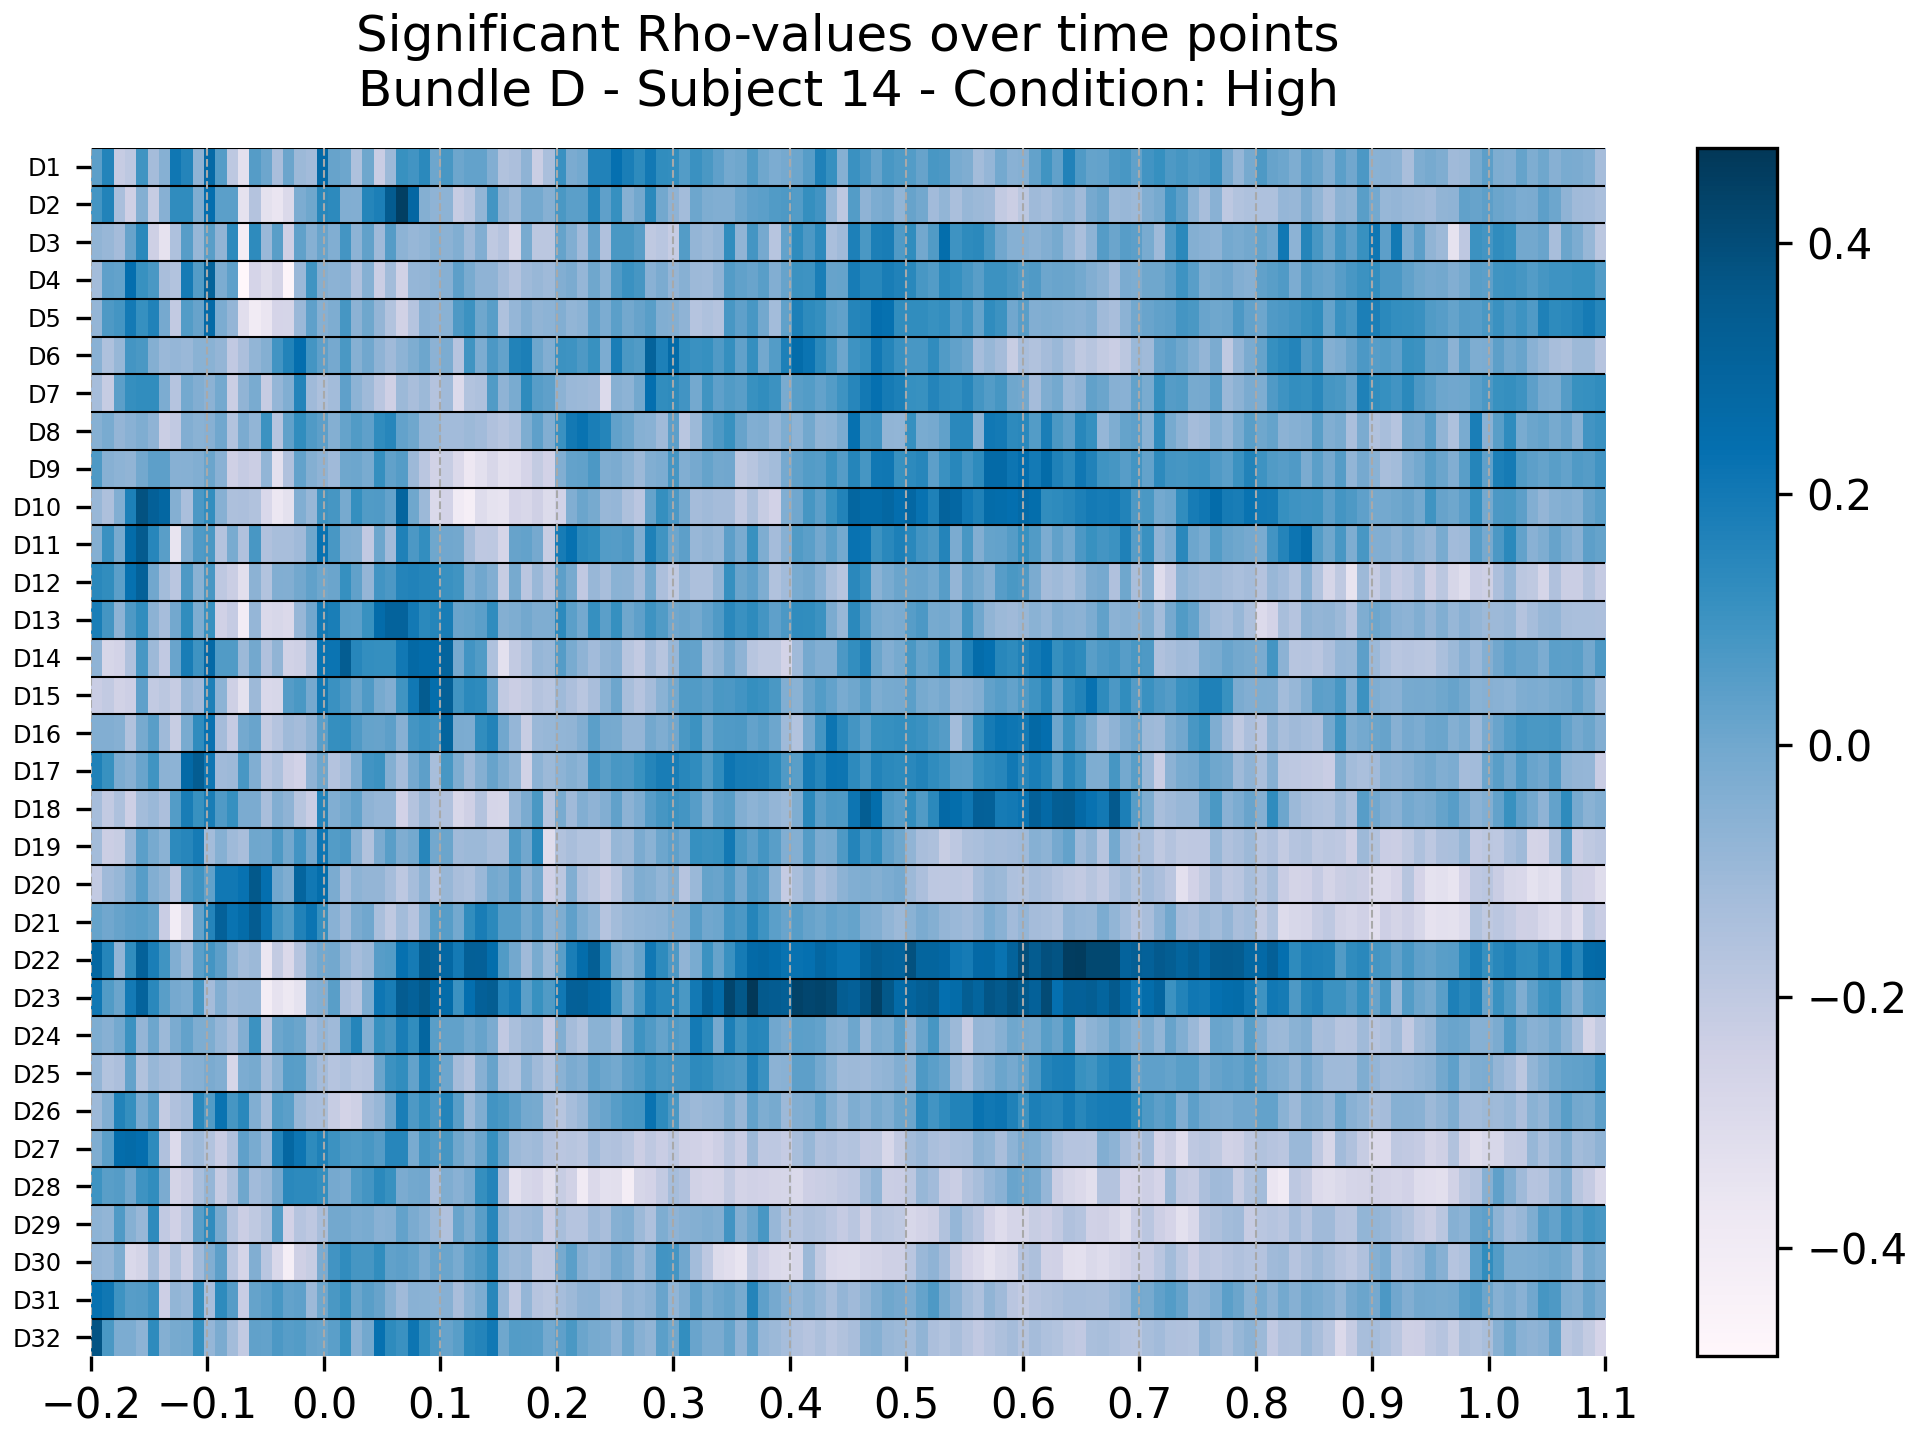 Significant Rho-values over time points
Bundle D - Subject 14 - Condition: High
D1
D2
D3
D4
D5
D6
D7
D8
D9
D10
D11
D12
D13
D14
D15
D16
D17
D18
D19
D20
D21
D22
D23
D24
D25
D26
D27
D28
D29
D30
D31
D32
−0.2 −0.1 0.0 0.1 0.2 0.3 0.4 0.5 0.6 0.7 0.8 0.9 1.0 1.1
0.4
0.2
0.0
−0.2
−0.4